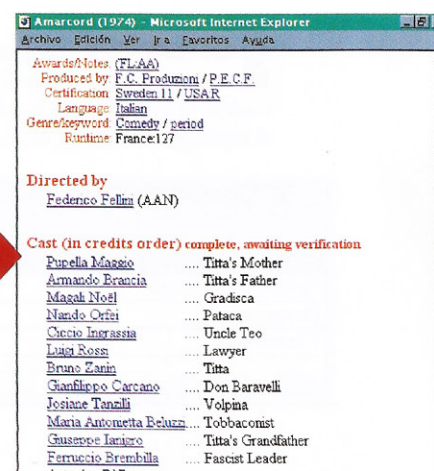 Amarcord (1974) - Microsoft Internet Explorer
Archivo Edición Ver Ir a Favoritos Ayuda
Awards/Notes: (FL:AA)
Produced by: F.C. Produzioni / P.E.C.F.
Certification: Sweden 11 / USA R
Language: Italian
Genre/keyword: Comedy / period
Runtime: France:127
Directed by
Federico Fellini (AAN)
Cast (in credits order) complete, awaiting verification
Pupella Maggio .... Titta's Mother
Armando Brancia .... Titta's Father
Magali Noël .... Gradisca
Nando Orfei .... Pataca
Ciccio Ingrassia .... Uncle Teo
Luigi Rossi .... Lawyer
Bruno Zanin .... Titta
Gianfilippo Carcano .... Don Baravelli
Josiane Tanzilli .... Volpina
Maria Antonietta Beluzzi.... Tobbaconist
Giuseppe Ianigro .... Titta's Grandfather
Ferruccio Brembilla .... Fascist Leader